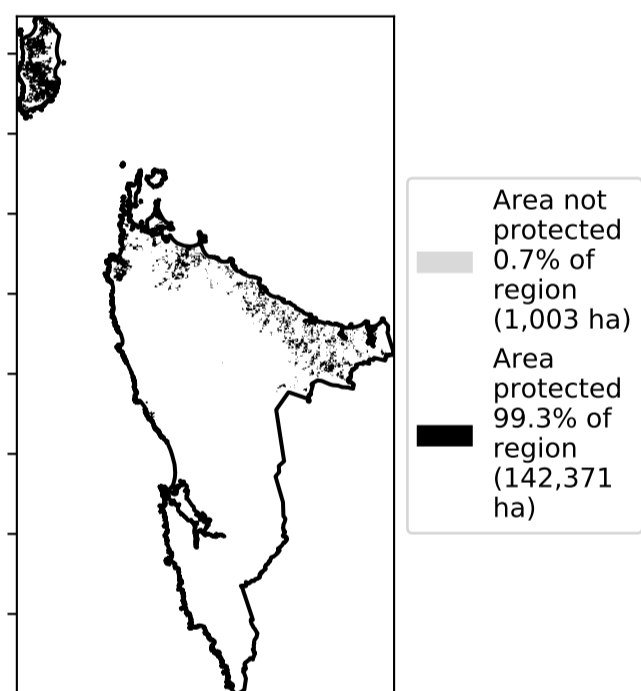 Area not
protected
0.7% of
region
(1,003 ha)
Area
protected
99.3% of
region
(142,371
ha)